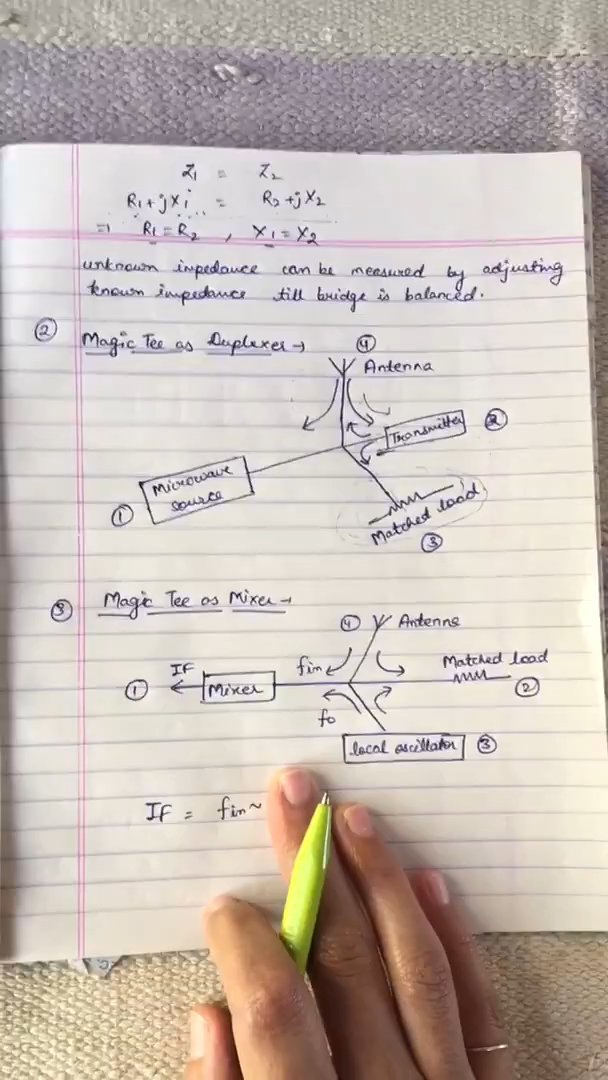 Z1 = Z2
R1+jXi = R2+jX2
=> R1=R2 , X1=X2
unknown impedance can be measured by adjusting
known impedance till bridge is balanced.
② Magic Tee as Duplexer→
④
Antenna
Transmitter ②
Microwave
source
①
Matched load
③
③ Magic Tee as Mixer→
④ Antenna
fin
Matched load
②
IF
① Mixer
fo
local oscillator ③
IF = fin~